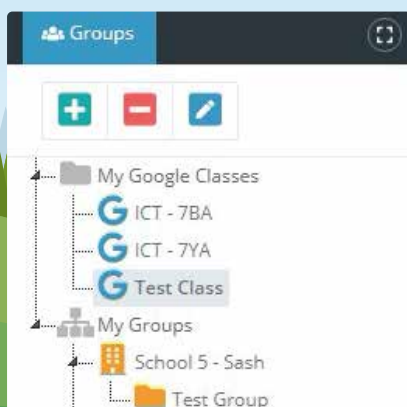 Groups
My Google Classes
ICT - 7BA
ICT - 7YA
Test Class
My Groups
School 5 - Sash
Test Group